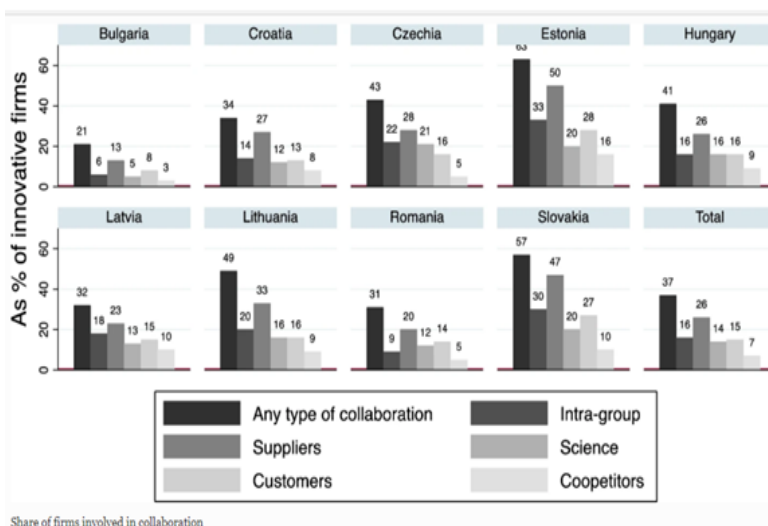 Bulgaria Croatia Czechia Estonia Hungary
As % of innovative firms
60
40
20
0
21 6 13 5 8 3
34 14 27 12 13 8
43 22 28 21 16 5
63 33 50 20 28 16
41 16 26 16 16 9
Latvia Lithuania Romania Slovakia Total
60
40
20
0
32 18 23 13 15 10
49 20 33 16 16 9
31 9 20 12 14 5
57 30 47 20 27 10
37 16 26 14 15 7
Any type of collaboration Intra-group
Suppliers Science
Customers Coopetitors
Share of firms involved in collaboration